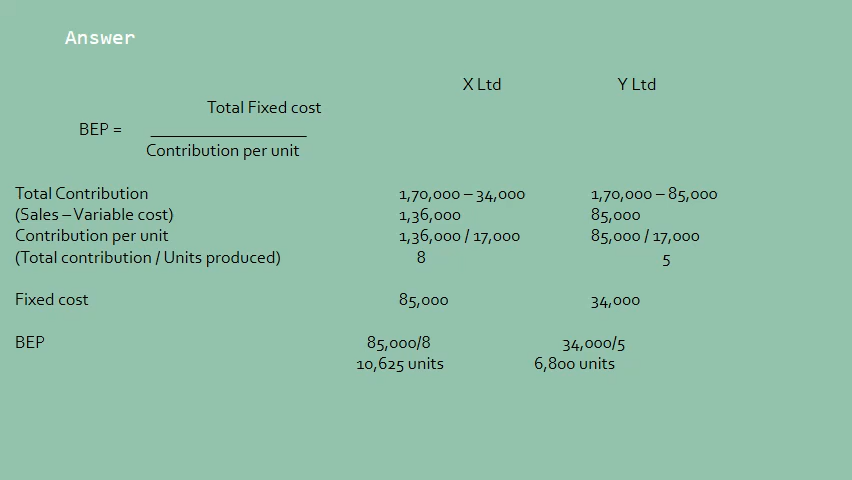 Answer
X Ltd Y Ltd
Total Fixed cost
BEP = ____________________
Contribution per unit
Total Contribution 1,70,000 – 34,000 1,70,000 – 85,000
(Sales – Variable cost) 1,36,000 85,000
Contribution per unit 1,36,000 / 17,000 85,000 / 17,000
(Total contribution / Units produced) 8 5
Fixed cost 85,000 34,000
BEP 85,000/8 34,000/5
10,625 units 6,800 units